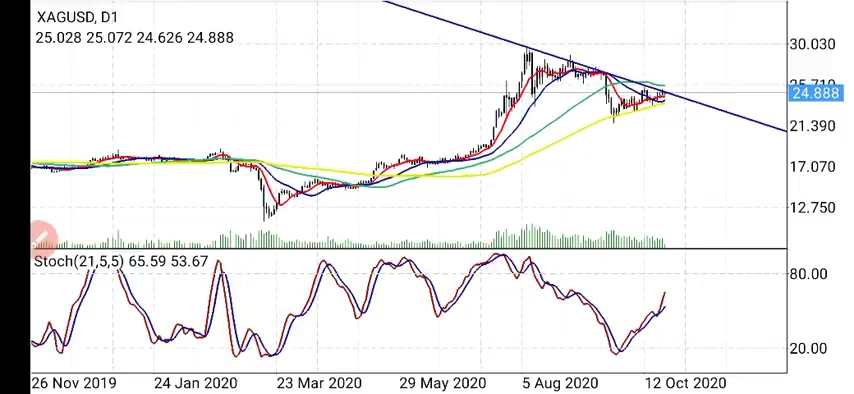 XAGUSD, D1
25.028 25.072 24.626 24.888
30.030
25.710
24.888
21.390
17.070
12.750
Stoch(21,5,5) 65.59 53.67
80.00
20.00
26 Nov 2019 24 Jan 2020 23 Mar 2020 29 May 2020 5 Aug 2020 12 Oct 2020